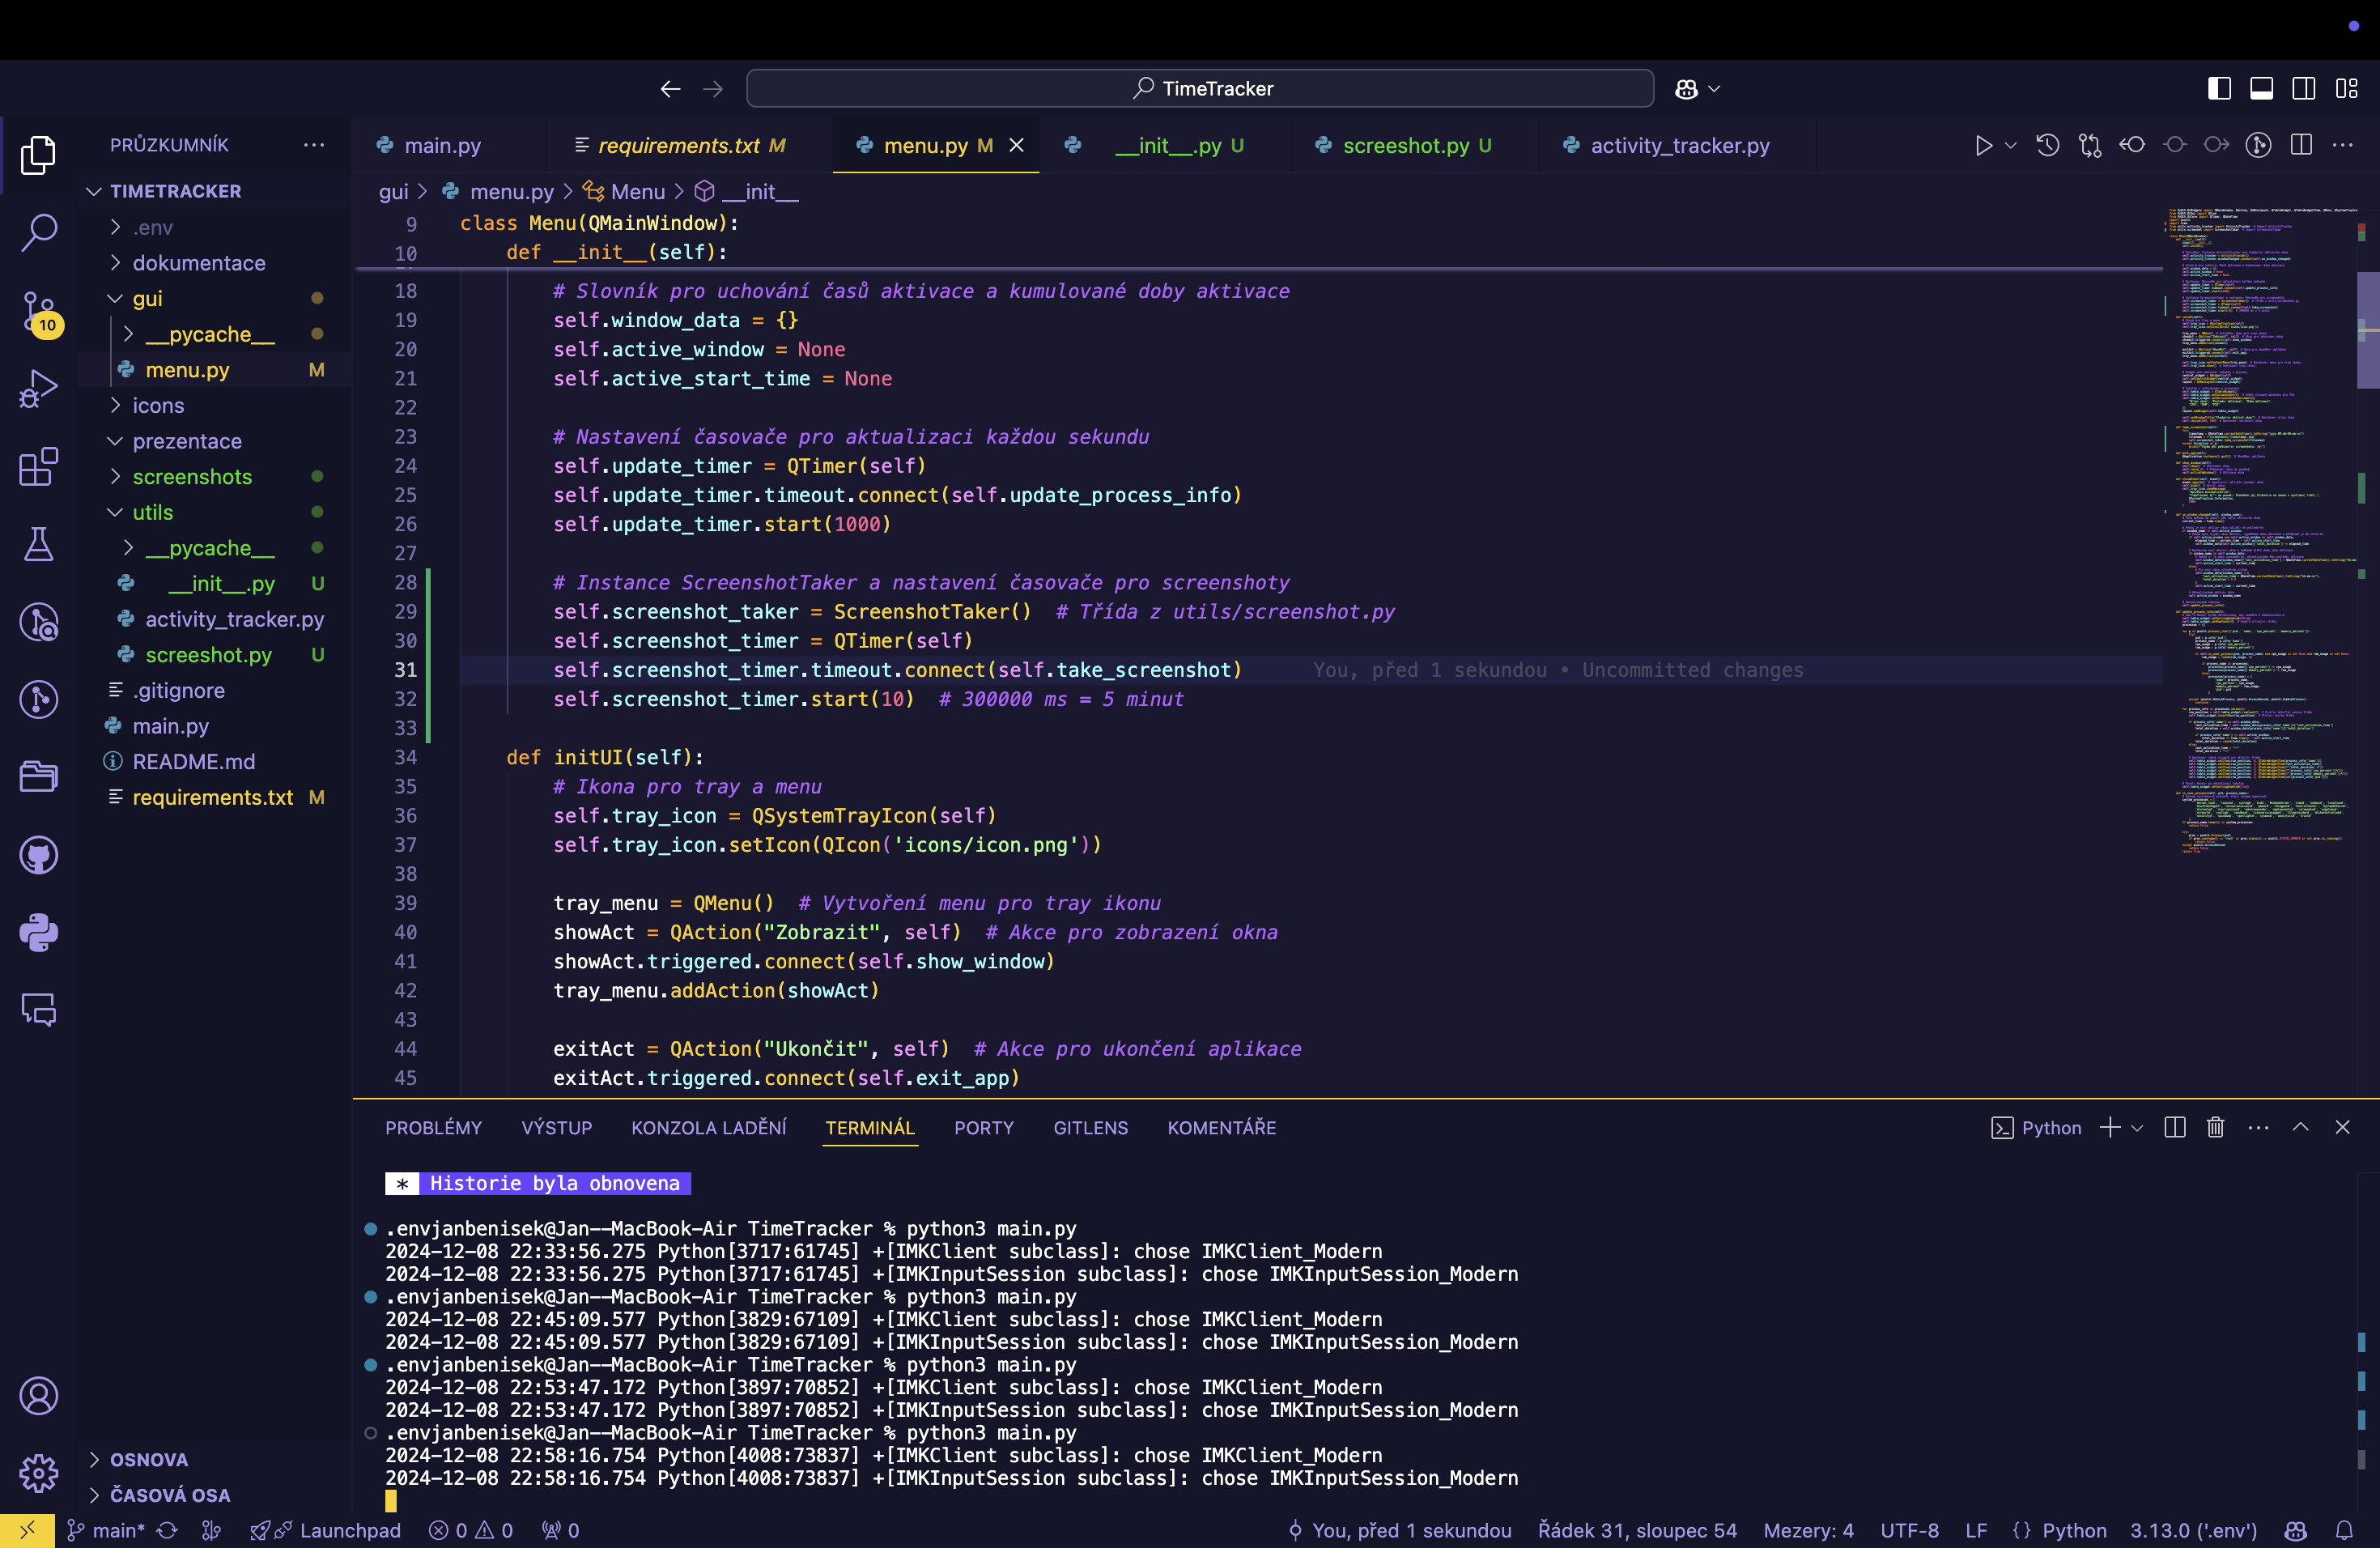 TimeTracker
PRŮZKUMNÍK
TIMETRACKER
.env
dokumentace
gui
__pycache__
menu.py M
icons
prezentace
screenshots
utils
__pycache__
__init__.py U
activity_tracker.py
screeshot.py U
.gitignore
main.py
README.md
requirements.txt M
OSNOVA
ČASOVÁ OSA
10
main.py
requirements.txt M
menu.py M
__init__.py U
screeshot.py U
activity_tracker.py
gui > menu.py > Menu > __init__
9 class Menu(QMainWindow):
10 def __init__(self):
18 # Slovník pro uchování časů aktivace a kumulované doby aktivace
19 self.window_data = {}
20 self.active_window = None
21 self.active_start_time = None
22
23 # Nastavení časovače pro aktualizaci každou sekundu
24 self.update_timer = QTimer(self)
25 self.update_timer.timeout.connect(self.update_process_info)
26 self.update_timer.start(1000)
27
28 # Instance ScreenshotTaker a nastavení časovače pro screenshoty
29 self.screenshot_taker = ScreenshotTaker() # Třída z utils/screenshot.py
30 self.screenshot_timer = QTimer(self)
31 self.screenshot_timer.timeout.connect(self.take_screenshot) You, před 1 sekundou • Uncommitted changes
32 self.screenshot_timer.start(10) # 300000 ms = 5 minut
33
34 def initUI(self):
35 # Ikona pro tray a menu
36 self.tray_icon = QSystemTrayIcon(self)
37 self.tray_icon.setIcon(QIcon('icons/icon.png'))
38
39 tray_menu = QMenu() # Vytvoření menu pro tray ikonu
40 showAct = QAction("Zobrazit", self) # Akce pro zobrazení okna
41 showAct.triggered.connect(self.show_window)
42 tray_menu.addAction(showAct)
43
44 exitAct = QAction("Ukončit", self) # Akce pro ukončení aplikace
45 exitAct.triggered.connect(self.exit_app)
PROBLÉMY VÝSTUP KONZOLA LADĚNÍ TERMINÁL PORTY GITLENS KOMENTÁŘE
Python
* Historie byla obnovena
.envjanbenisek@Jan--MacBook-Air TimeTracker % python3 main.py
2024-12-08 22:33:56.275 Python[3717:61745] +[IMKClient subclass]: chose IMKClient_Modern
2024-12-08 22:33:56.275 Python[3717:61745] +[IMKInputSession subclass]: chose IMKInputSession_Modern
.envjanbenisek@Jan--MacBook-Air TimeTracker % python3 main.py
2024-12-08 22:45:09.577 Python[3829:67109] +[IMKClient subclass]: chose IMKClient_Modern
2024-12-08 22:45:09.577 Python[3829:67109] +[IMKInputSession subclass]: chose IMKInputSession_Modern
.envjanbenisek@Jan--MacBook-Air TimeTracker % python3 main.py
2024-12-08 22:53:47.172 Python[3897:70852] +[IMKClient subclass]: chose IMKClient_Modern
2024-12-08 22:53:47.172 Python[3897:70852] +[IMKInputSession subclass]: chose IMKInputSession_Modern
.envjanbenisek@Jan--MacBook-Air TimeTracker % python3 main.py
2024-12-08 22:58:16.754 Python[4008:73837] +[IMKClient subclass]: chose IMKClient_Modern
2024-12-08 22:58:16.754 Python[4008:73837] +[IMKInputSession subclass]: chose IMKInputSession_Modern
main* Launchpad 0 0 0 You, před 1 sekundou Řádek 31, sloupec 54 Mezery: 4 UTF-8 LF {} Python 3.13.0 ('.env')